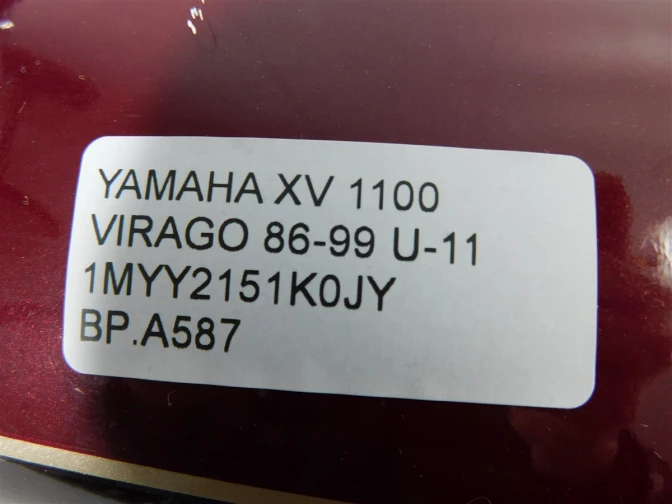 YAMAHA XV 1100
VIRAGO 86-99 U-11
1MYY2151K0JY
BP.A587